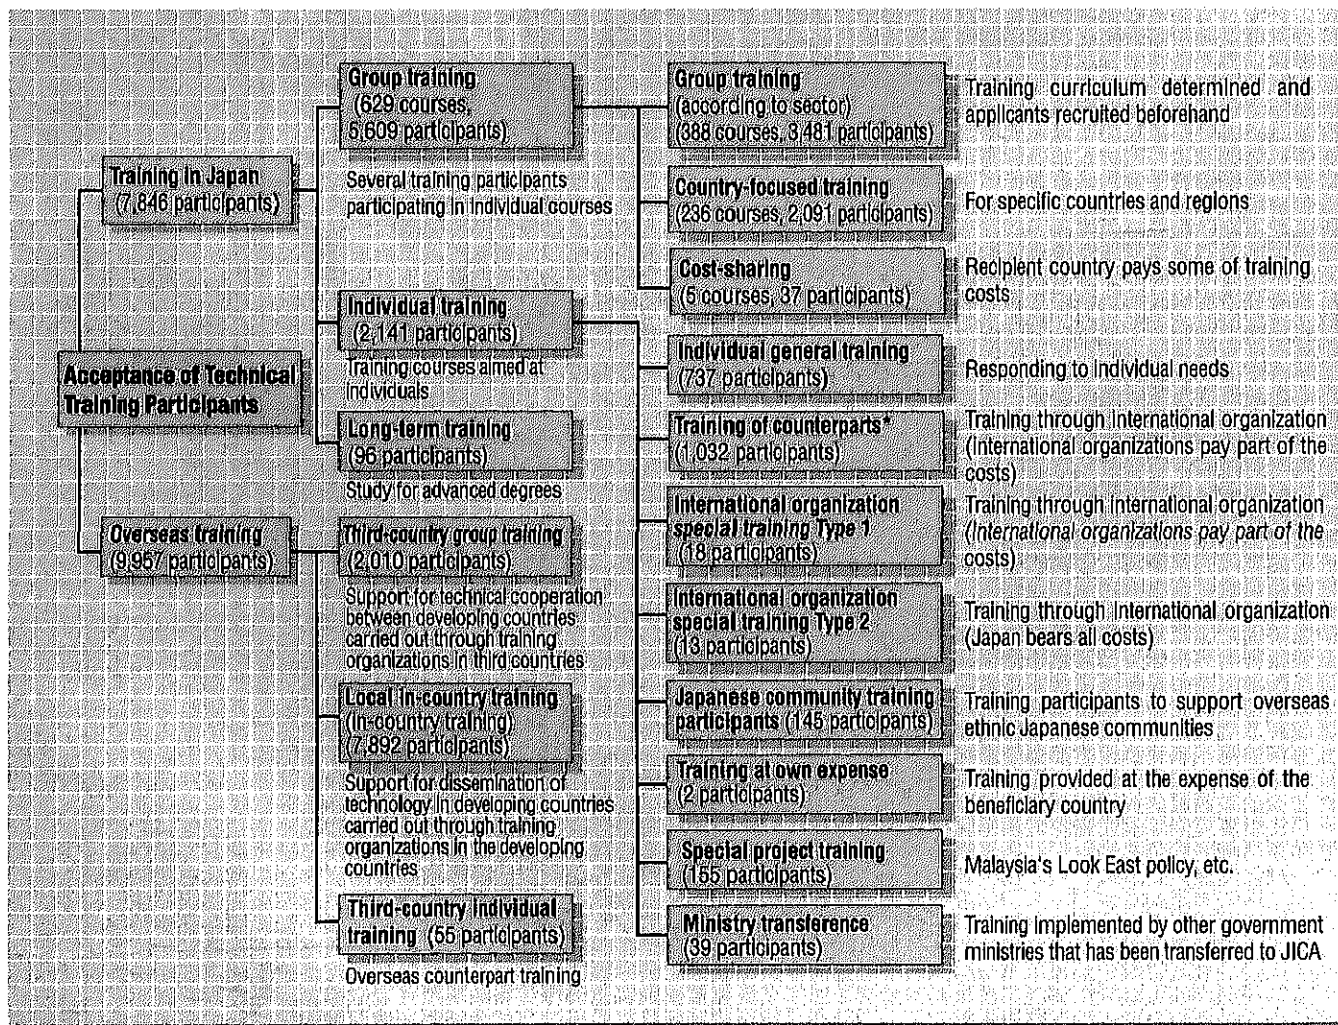 Acceptance of Technical
Training Participants
Training in Japan
(7,846 participants)
Overseas training
(9,957 participants)
Group training
(629 courses,
5,609 participants)
Several training participants
participating in individual courses
Individual training
(2,141 participants)
Training courses aimed at
individuals
Long-term training
(96 participants)
Study for advanced degrees
Third-country group training
(2,010 participants)
Support for technical cooperation
between developing countries
carried out through training
organizations in third countries
Local in-country training
(in-country training)
(7,892 participants)
Support for dissemination of
technology in developing countries
carried out through training
organizations in the developing
countries
Third-country individual
training (55 participants)
Overseas counterpart training
Group training
(according to sector)
(388 courses, 3,481 participants)
Training curriculum determined and
applicants recruited beforehand
Country-focused training
(236 courses, 2,091 participants)
For specific countries and regions
Cost-sharing
(5 courses, 37 participants)
Recipient country pays some of training
costs
Individual general training
(737 participants)
Responding to individual needs
Training of counterparts*
(1,032 participants)
Training through international organization
(International organizations pay part of the
costs)
International organization
special training Type 1
(18 participants)
Training through international organization
(International organizations pay part of the
costs)
International organization
special training Type 2
(13 participants)
Training through international organization
(Japan bears all costs)
Japanese community training
participants (145 participants)
Training participants to support overseas
ethnic Japanese communities
Training at own expense
(2 participants)
Training provided at the expense of the
beneficiary country
Special project training
(155 participants)
Malaysia's Look East policy, etc.
Ministry transference
(39 participants)
Training implemented by other government
ministries that has been transferred to JICA